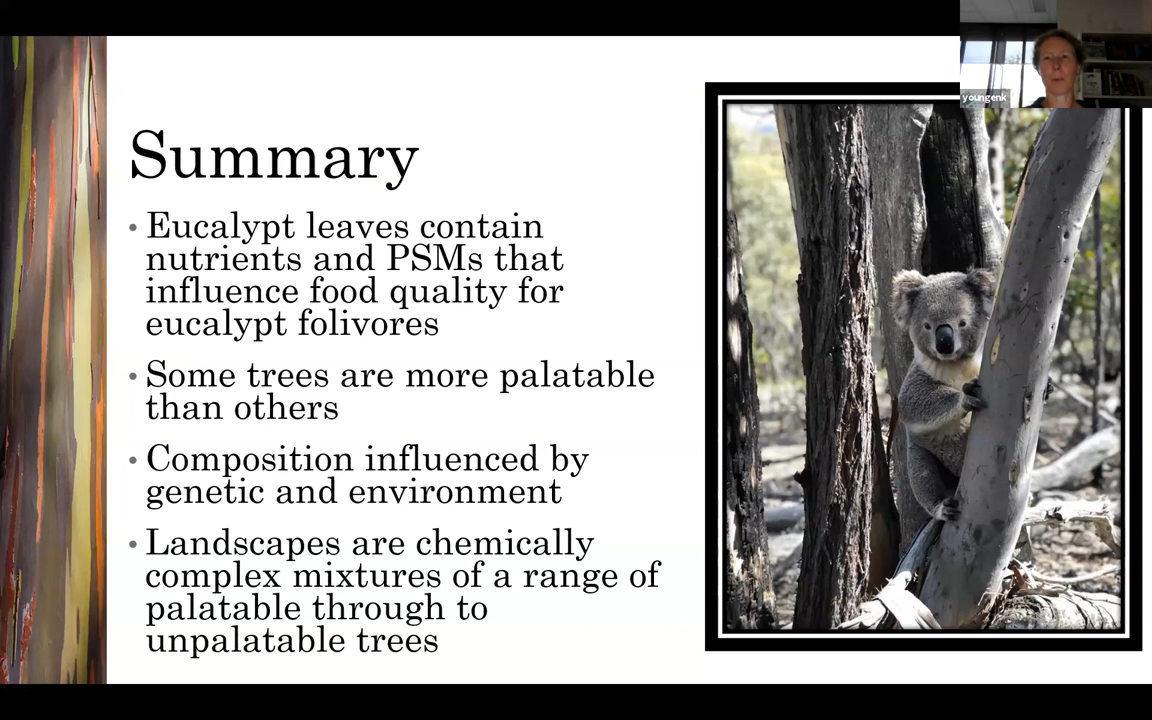 youngenk
Summary
• Eucalypt leaves contain
nutrients and PSMs that
influence food quality for
eucalypt folivores
• Some trees are more palatable
than others
• Composition influenced by
genetic and environment
• Landscapes are chemically
complex mixtures of a range of
palatable through to
unpalatable trees